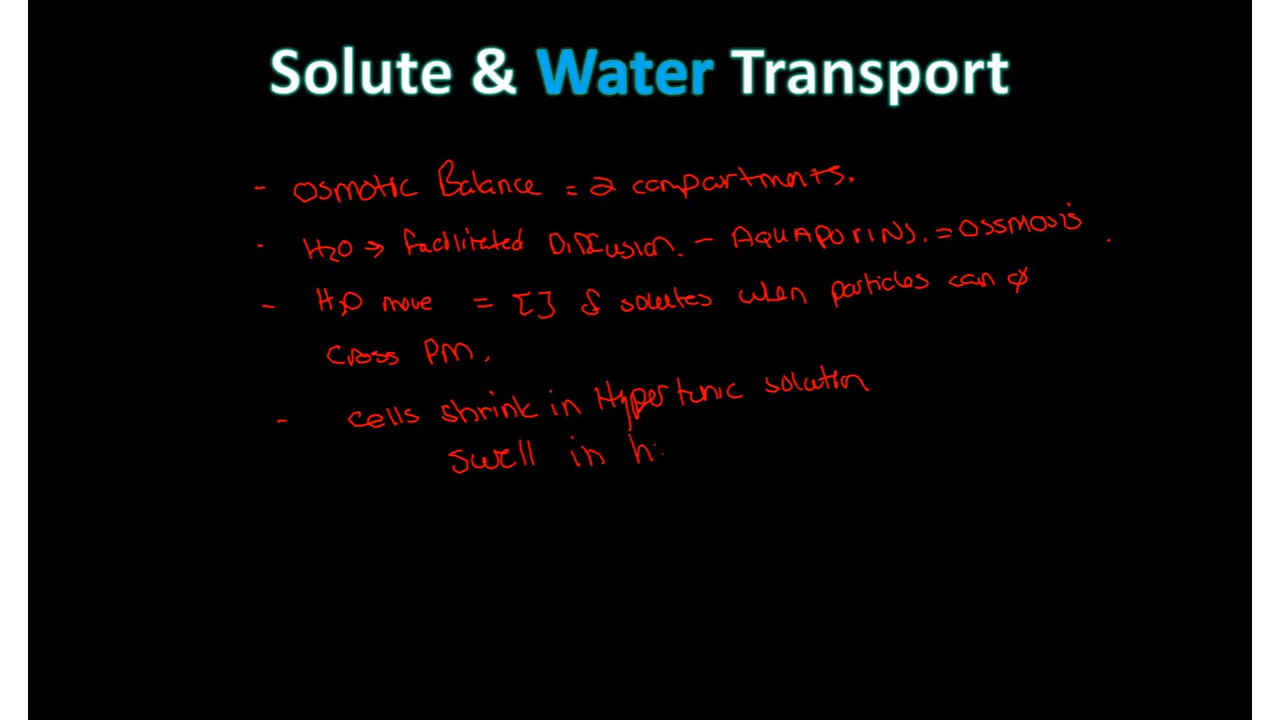 Solute & Water Transport
- Osmotic Balance = 2 compartments.
- H₂O → facilitated Diffusion. - AQUAPORINS. = OSSMOSIS.
- H₂O move = [] & solutes when particles can ∅
cross PM.
- cells shrink in Hypertunic solution
swell in h: